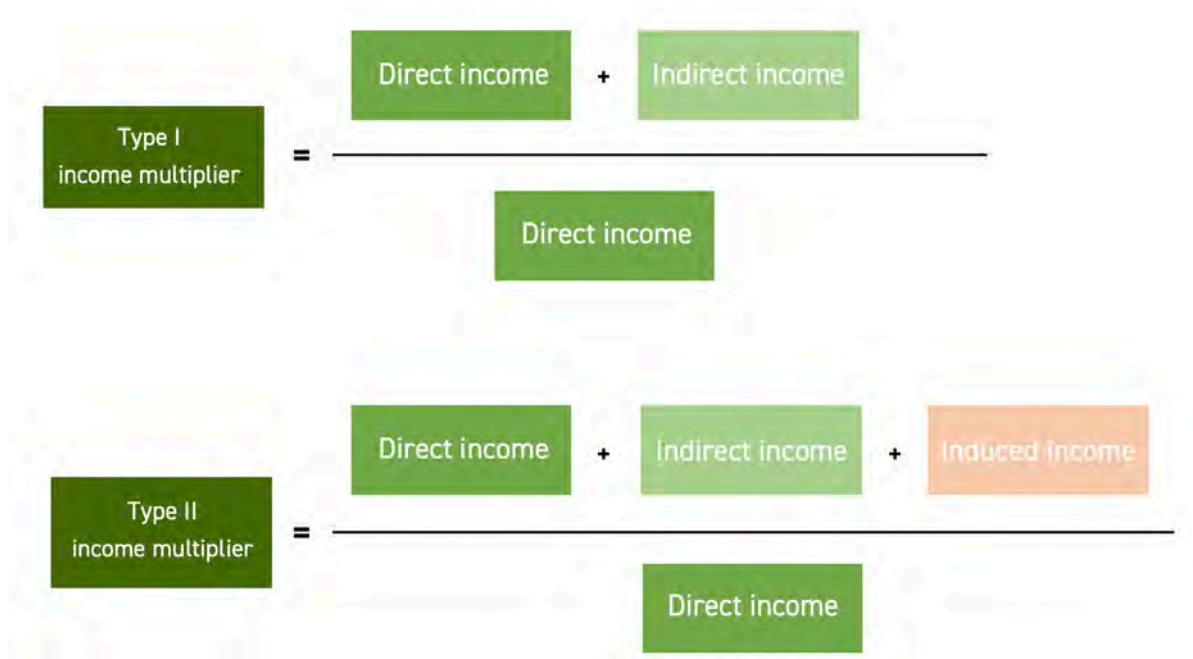 Direct income + Indirect income
Type I
income multiplier
=
Direct income
Direct income + Indirect income + Induced income
Type II
income multiplier
=
Direct income